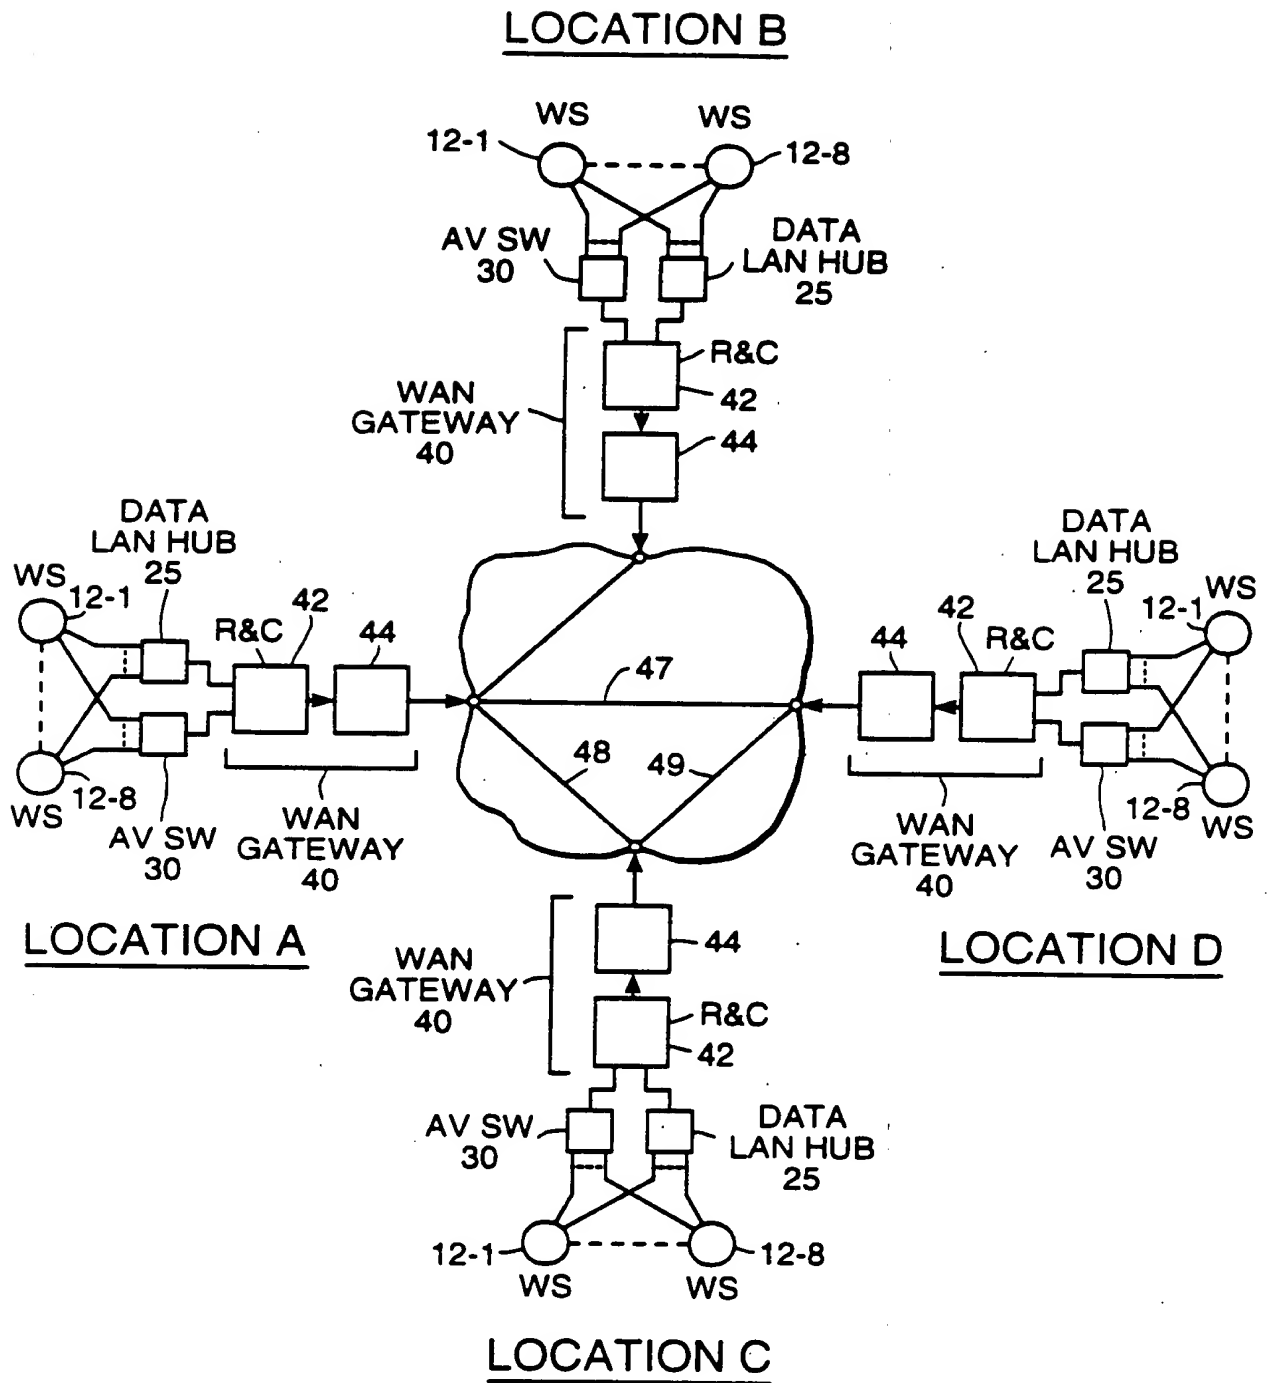 LOCATION B
WS
WS
12-1
12-8
AV SW
30
DATA
LAN HUB
25
R&C
42
WAN
GATEWAY
40
44
DATA
LAN HUB
25
WS
12-1
R&C
42
44
12-8
WS
AV SW
30
WAN
GATEWAY
40
LOCATION A
47
48
49
DATA
LAN HUB
25
WS
12-1
42
R&C
44
12-8
WS
AV SW
30
WAN
GATEWAY
40
LOCATION D
WAN
GATEWAY
40
44
R&C
42
AV SW
30
DATA
LAN HUB
25
12-1
12-8
WS
WS
LOCATION C